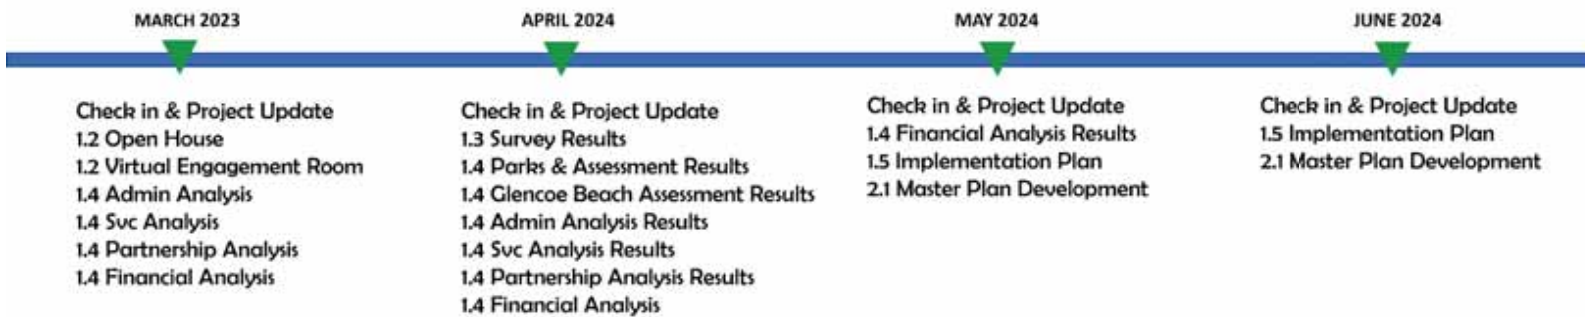 MARCH 2023
Check in & Project Update
1.2 Open House
1.2 Virtual Engagement Room
1.4 Admin Analysis
1.4 Svc Analysis
1.4 Partnership Analysis
1.4 Financial Analysis
APRIL 2024
Check in & Project Update
1.3 Survey Results
1.4 Parks & Assessment Results
1.4 Glencoe Beach Assessment Results
1.4 Admin Analysis Results
1.4 Svc Analysis Results
1.4 Partnership Analysis Results
1.4 Financial Analysis
MAY 2024
Check in & Project Update
1.4 Financial Analysis Results
1.5 Implementation Plan
2.1 Master Plan Development
JUNE 2024
Check in & Project Update
1.5 Implementation Plan
2.1 Master Plan Development